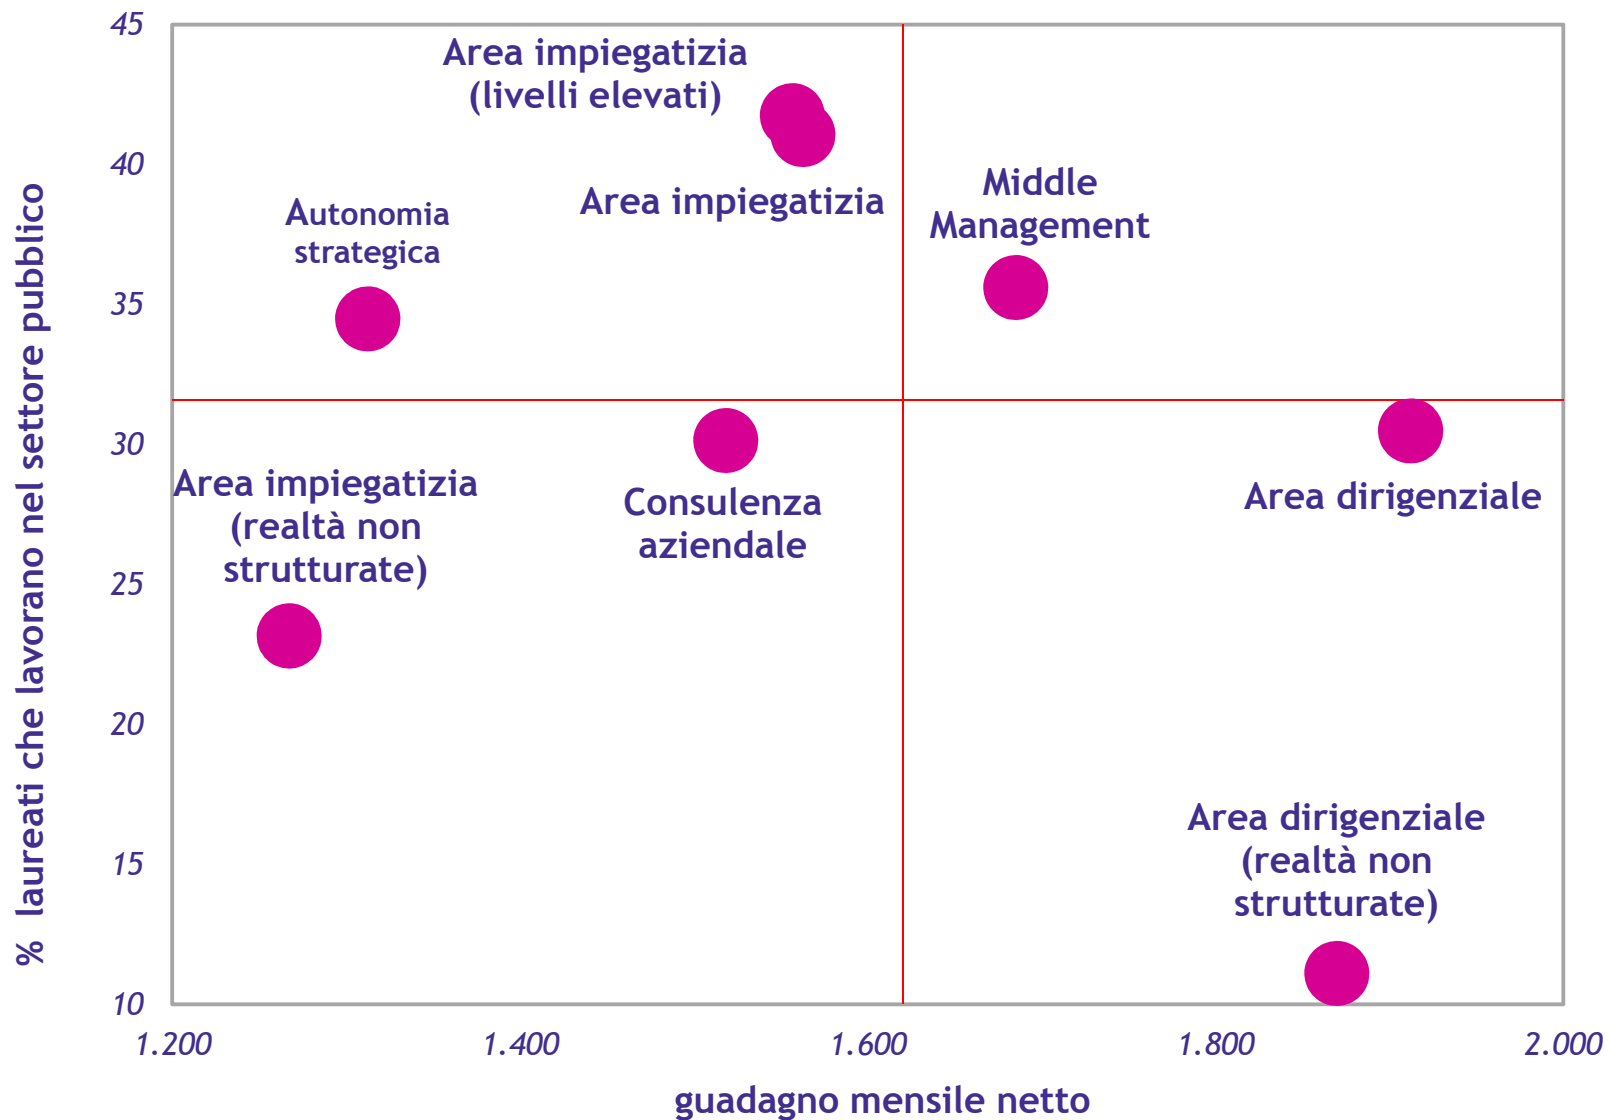 45
40
35
30
25
20
15
10
% laureati che lavorano nel settore pubblico
Area impiegatizia
(livelli elevati)
Area impiegatizia
Middle
Management
Autonomia
strategica
Area impiegatizia
(realtà non
strutturate)
Consulenza
aziendale
Area dirigenziale
Area dirigenziale
(realtà non
strutturate)
1.200 1.400 1.600 1.800 2.000
guadagno mensile netto